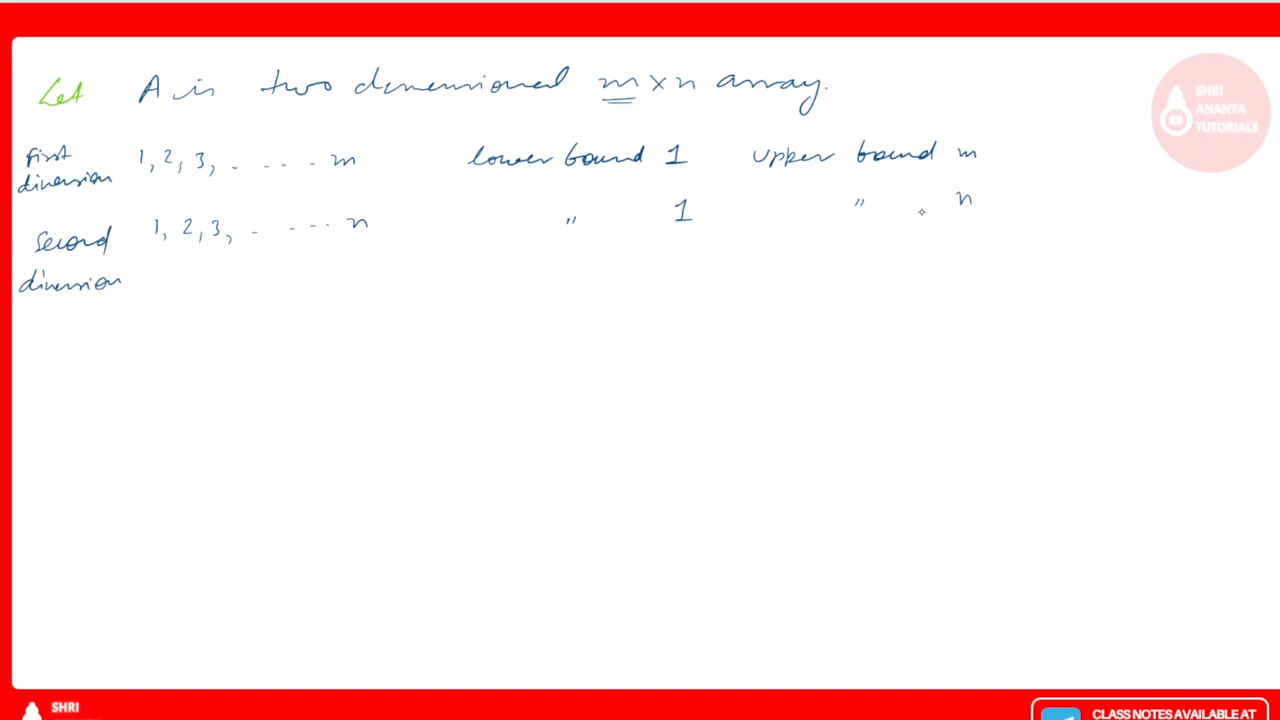 Let A is two dimensional m x n array.
First dimension 1, 2, 3, . . . . . m lower bound 1 upper bound m
Second dimension 1, 2, 3, . . . . . n " 1 " n
SHRI
ANANTA
TUTORIALS
SHRI
CLASS NOTES AVAILABLE AT